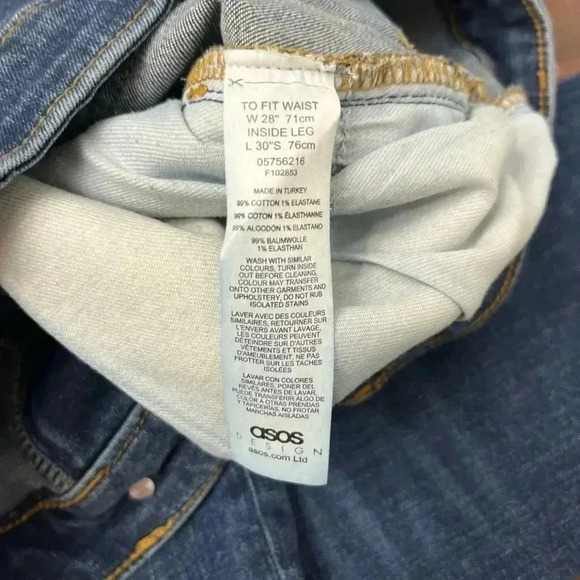 TO FIT WAIST
W 28" 71cm
INSIDE LEG
L 30"S 76cm
05756216
F102853
MADE IN TURKEY
99% COTTON 1% ELASTANE
99% COTON 1% ÉLASTHANNE
99% ALGODÓN 1% ELASTANO
99% BAUMWOLLE
1% ELASTHAN
WASH WITH SIMILAR
COLOURS, TURN INSIDE
OUT BEFORE CLEANING,
COLOUR MAY TRANSFER
ONTO OTHER GARMENTS AND
UPHOLSTERY, DO NOT RUB
ISOLATED STAINS
LAVER AVEC DES COULEURS
SIMILAIRES, RETOURNER SUR
L'ENVERS AVANT LAVAGE,
LES COULEURS PEUVENT
DÉTEINDRE SUR D'AUTRES
VÊTEMENTS ET TISSUS
D'AMEUBLEMENT, NE PAS
FROTTER SUR LES TACHES
ISOLÉES
LAVAR CON COLORES
SIMILARES, PONER DEL
REVÉS ANTES DE LAVAR,
PUEDE TRANSFERIR ALGO DE
COLOR A OTRAS PRENDAS
Y TAPICERÍAS, NO FROTAR
MANCHAS AISLADAS
asos
DESIGN
asos.com Ltd